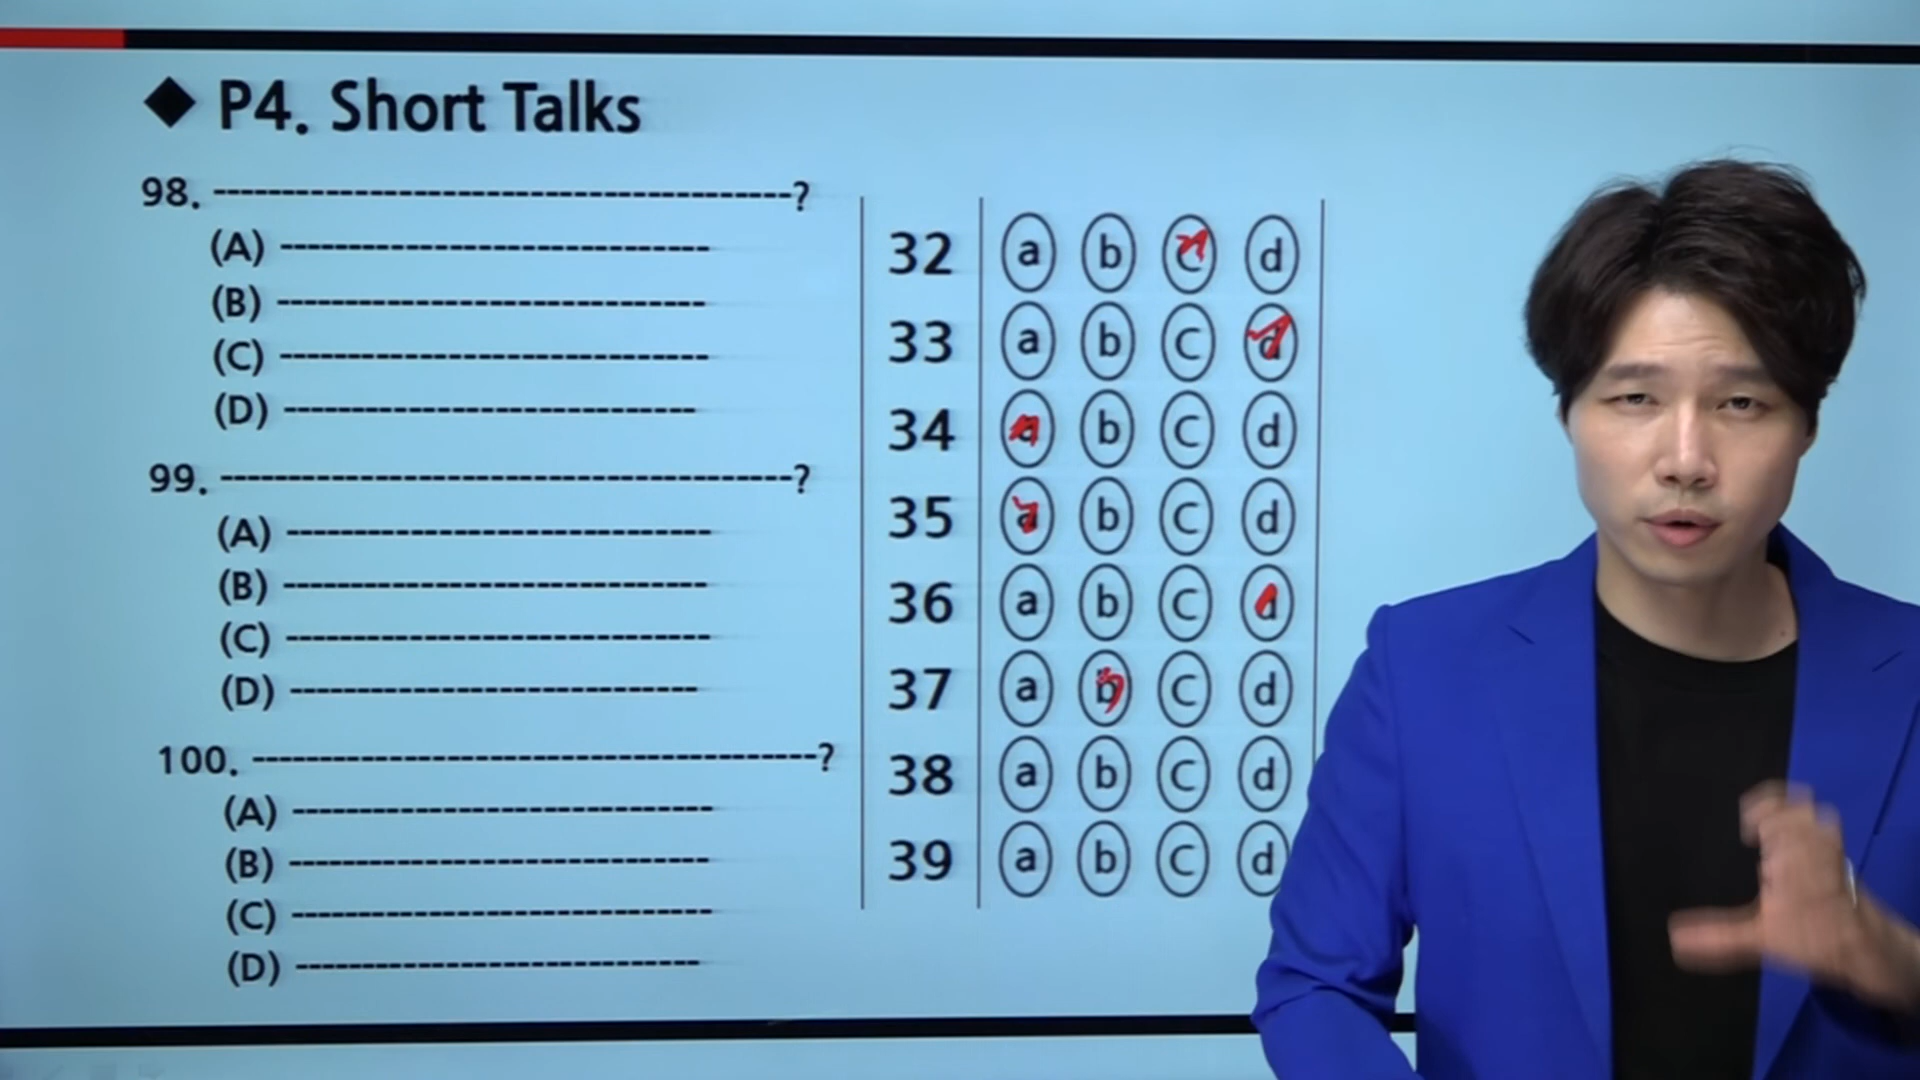 ◆ P4. Short Talks
98. ----------------------------------------?
(A) ------------------------------
(B) ------------------------------
(C) ------------------------------
(D) -----------------------------
99. ----------------------------------------?
(A) ------------------------------
(B) ------------------------------
(C) ------------------------------
(D) -----------------------------
100. ----------------------------------------?
(A) ------------------------------
(B) ------------------------------
(C) ------------------------------
(D) -----------------------------
32 a b c d
33 a b c d
34 a b c d
35 a b c d
36 a b c d
37 a b c d
38 a b c d
39 a b c d